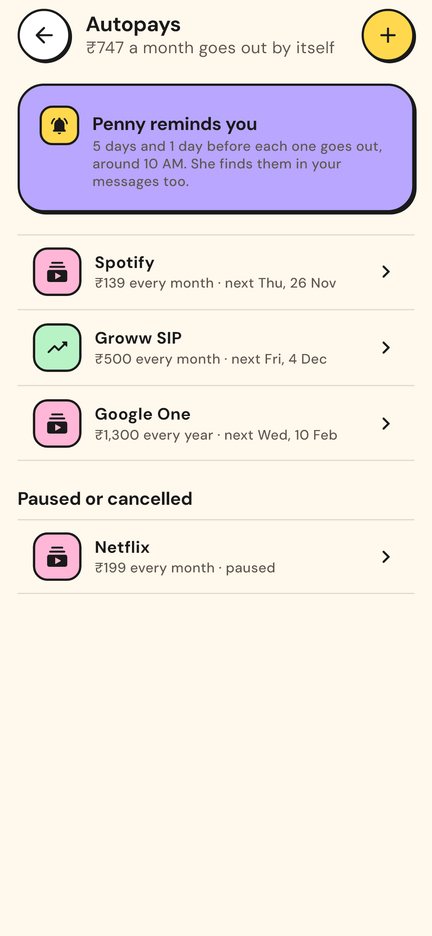 Autopays
₹747 a month goes out by itself
Penny reminds you
5 days and 1 day before each one goes out,
around 10 AM. She finds them in your
messages too.
Spotify
₹139 every month · next Thu, 26 Nov
Groww SIP
₹500 every month · next Fri, 4 Dec
Google One
₹1,300 every year · next Wed, 10 Feb
Paused or cancelled
Netflix
₹199 every month · paused